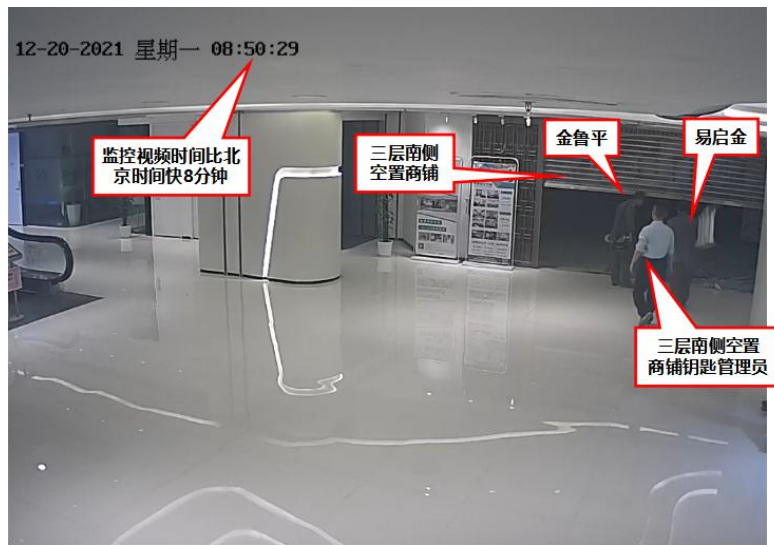 12-20-2021 星期一 08:50:29
监控视频时间比北
京时间快8分钟
三层南侧
空置商铺
金鲁平
易启金
三层南侧空置
商铺钥匙管理员